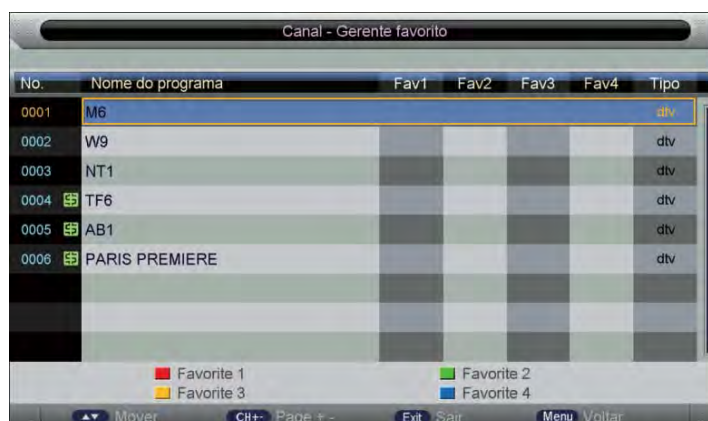 Canal - Gerente favorito
No. Nome do programa Fav1 Fav2 Fav3 Fav4 Tipo
0001 M6 dtv
0002 W9 dtv
0003 NT1 dtv
0004 $ TF6 dtv
0005 $ AB1 dtv
0006 $ PARIS PREMIERE dtv
Favorite 1 Favorite 2
Favorite 3 Favorite 4
▲▼ Mover CH+- Page + - Exit Sair Menu Voltar